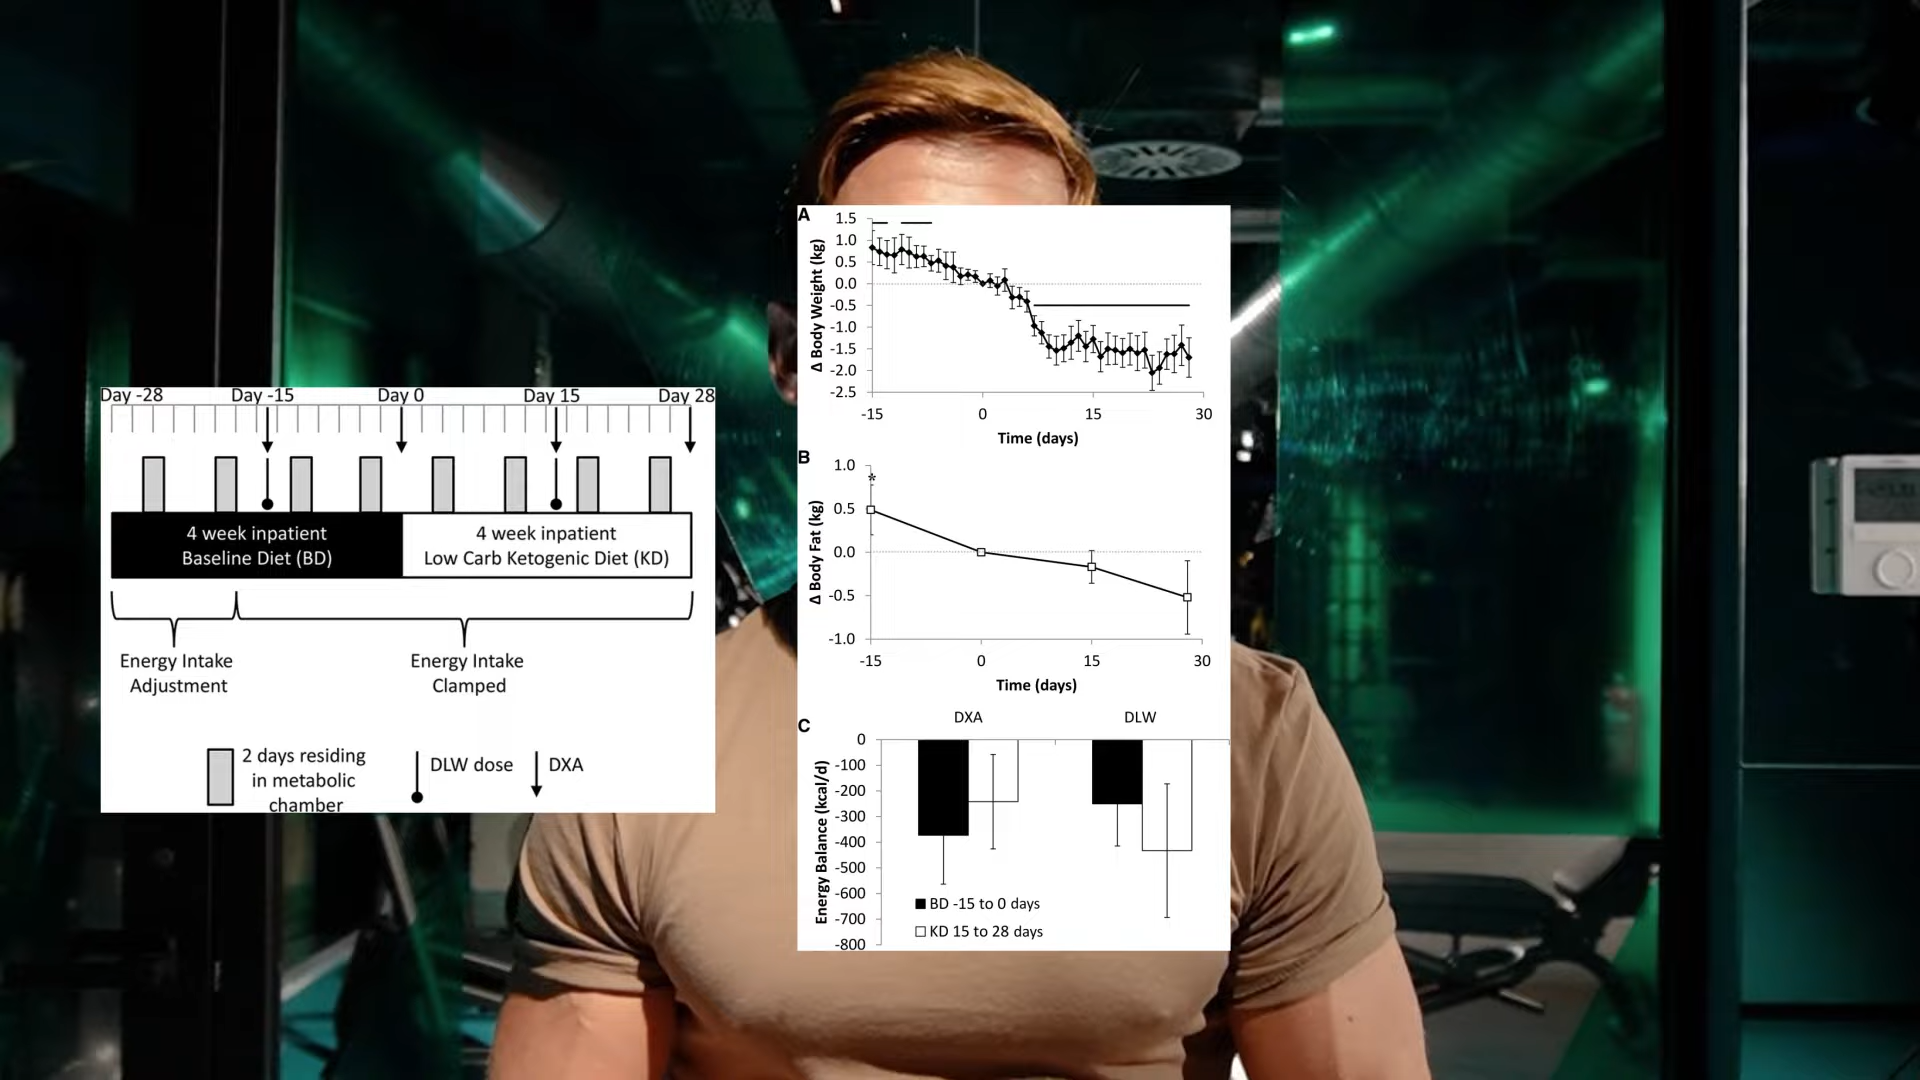 Day -28 Day -15 Day 0 Day 15 Day 28
4 week inpatient
Baseline Diet (BD)
4 week inpatient
Low Carb Ketogenic Diet (KD)
Energy Intake
Adjustment
Energy Intake
Clamped
2 days residing
in metabolic
chamber
DLW dose
DXA
A
Δ Body Weight (kg)
1.5
1.0
0.5
0.0
-0.5
-1.0
-1.5
-2.0
-2.5
-15 0 15 30
Time (days)
B
Δ Body Fat (kg)
1.0
0.5
0.0
-0.5
-1.0
*
-15 0 15 30
Time (days)
C
DXA DLW
Energy Balance (kcal/d)
0
-100
-200
-300
-400
-500
-600
-700
-800
BD -15 to 0 days
KD 15 to 28 days